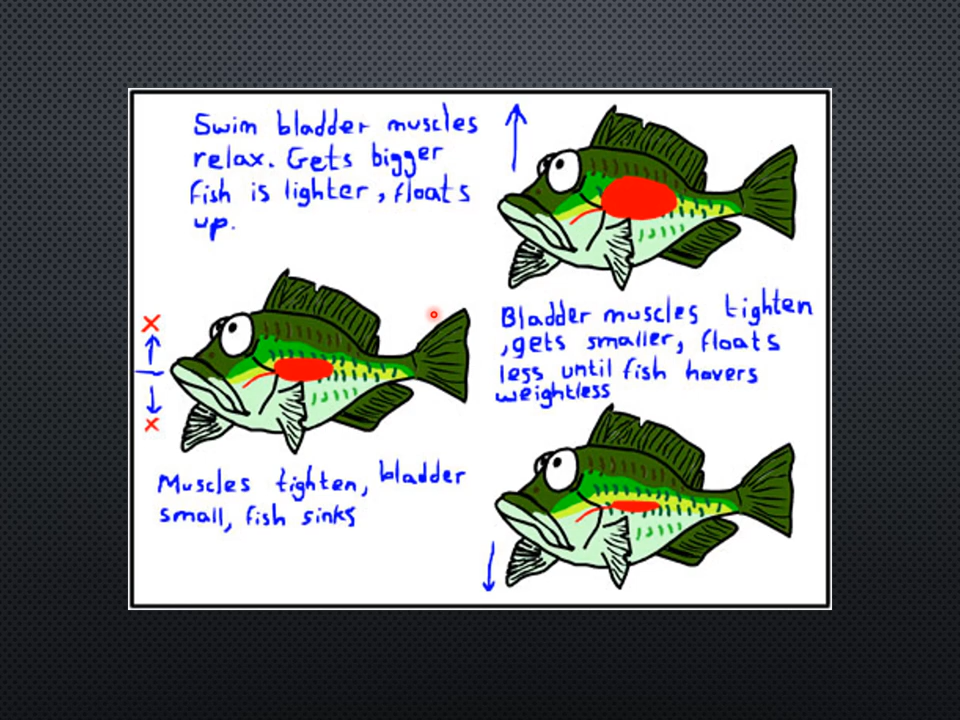 Swim bladder muscles
relax. Gets bigger
fish is lighter, floats
up.
Bladder muscles tighten
,gets smaller, floats
less until fish hovers
weightless
Muscles tighten, bladder
small, fish sinks